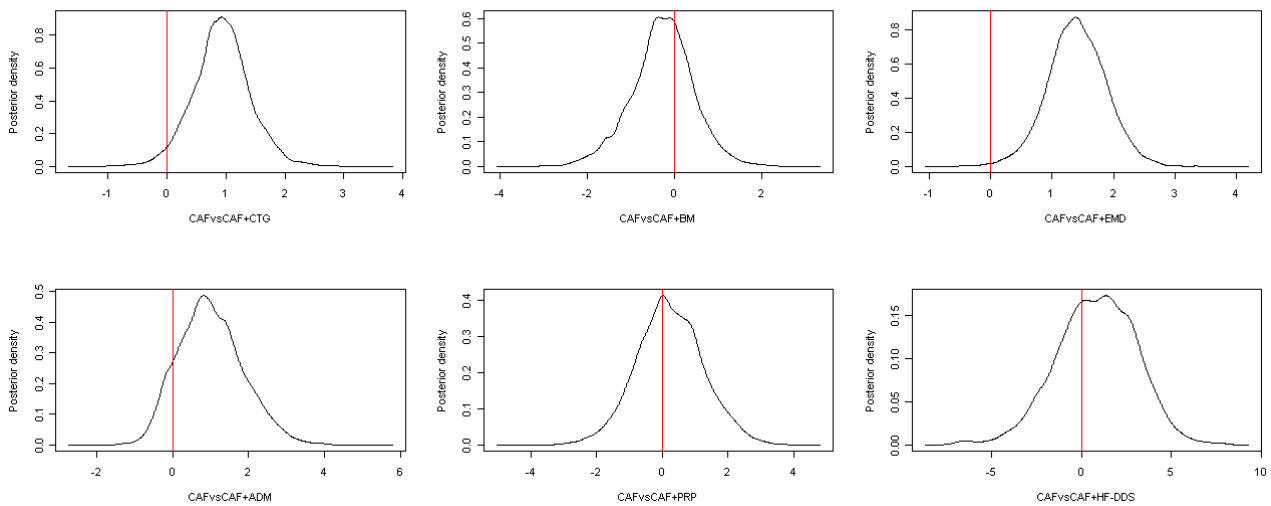 Posterior density
0.0 0.2 0.4 0.6 0.8
-1 0 1 2 3 4
CAFvsCAF+CTG
Posterior density
0.0 0.1 0.2 0.3 0.4 0.5 0.6
-4 -2 0 2
CAFvsCAF+BM
Posterior density
0.0 0.2 0.4 0.6 0.8
-1 0 1 2 3 4
CAFvsCAF+EMD
Posterior density
0.0 0.1 0.2 0.3 0.4 0.5
-2 0 2 4 6
CAFvsCAF+ADM
Posterior density
0.0 0.1 0.2 0.3 0.4
-4 -2 0 2 4
CAFvsCAF+PRP
Posterior density
0.00 0.05 0.10 0.15
-5 0 5 10
CAFvsCAF+HF-DDS